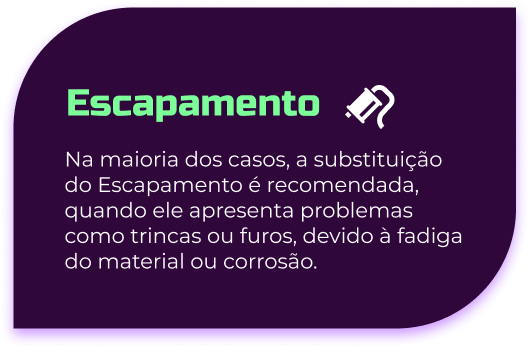 Escapamento
Na maioria dos casos, a substituição
do Escapamento é recomendada,
quando ele apresenta problemas
como trincas ou furos, devido à fadiga
do material ou corrosão.